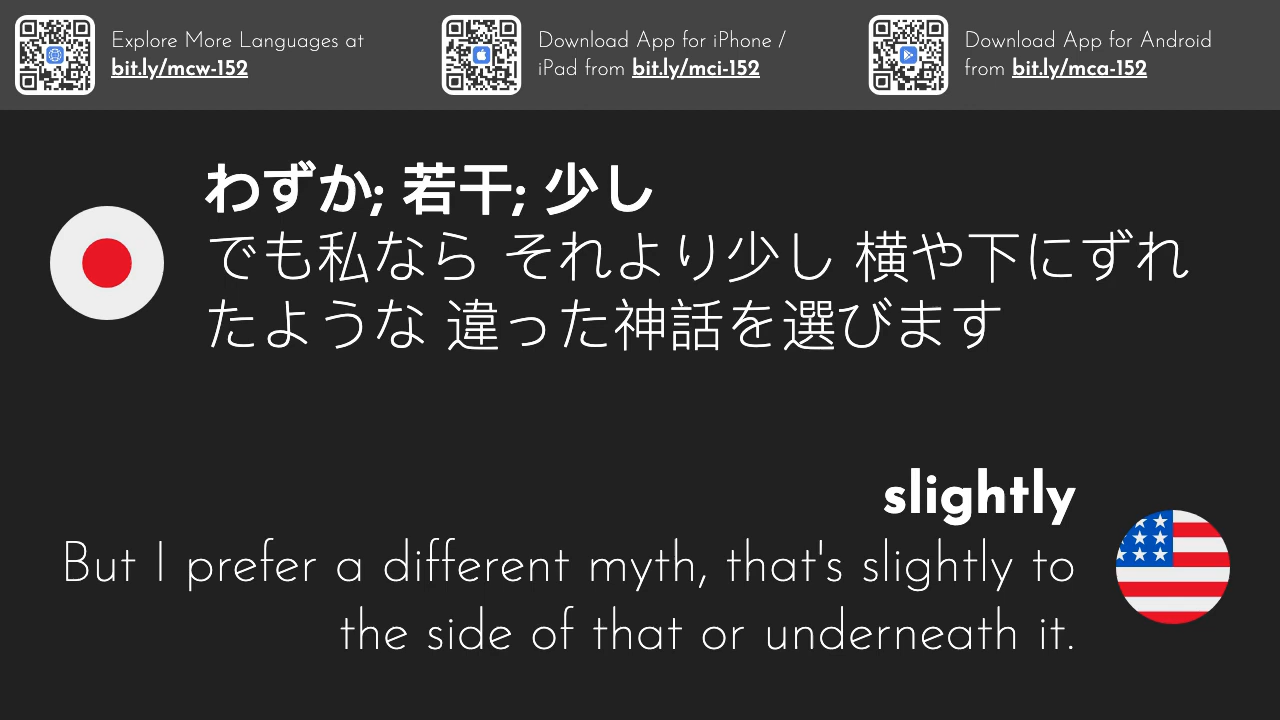 Explore More Languages at
bit.ly/mcw-152
Download App for iPhone /
iPad from bit.ly/mci-152
Download App for Android
from bit.ly/mca-152
わずか; 若干; 少し
でも私なら それより少し 横や下にずれ
たような 違った神話を選びます
slightly
But I prefer a different myth, that's slightly to
the side of that or underneath it.